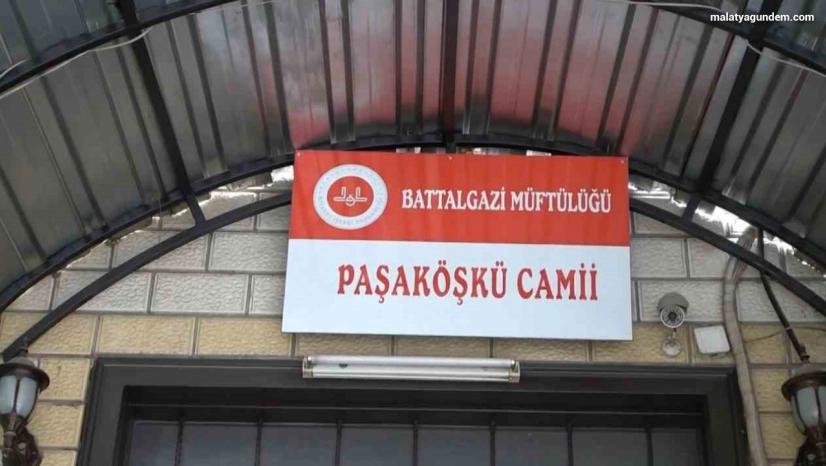 malatyagundem.com
BATTALGAZİ MÜFTÜLÜĞÜ
PAŞAKÖŞKÜ CAMİİ